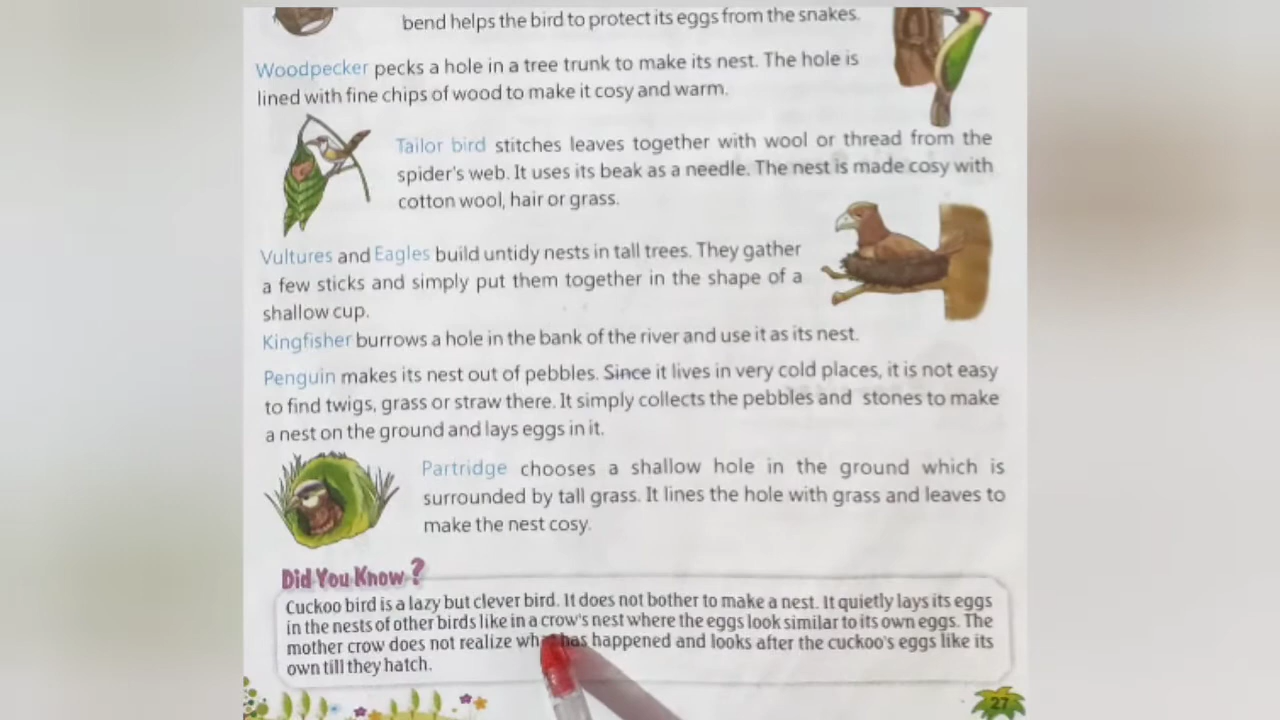 bend helps the bird to protect its eggs from the snakes.
Woodpecker pecks a hole in a tree trunk to make its nest. The hole is
lined with fine chips of wood to make it cosy and warm.
Tailor bird stitches leaves together with wool or thread from the
spider's web. It uses its beak as a needle. The nest is made cosy with
cotton wool, hair or grass.
Vultures and Eagles build untidy nests in tall trees. They gather
a few sticks and simply put them together in the shape of a
shallow cup.
Kingfisher burrows a hole in the bank of the river and use it as its nest.
Penguin makes its nest out of pebbles. Since it lives in very cold places, it is not easy
to find twigs, grass or straw there. It simply collects the pebbles and stones to make
a nest on the ground and lays eggs in it.
Partridge chooses a shallow hole in the ground which is
surrounded by tall grass. It lines the hole with grass and leaves to
make the nest cosy.
Did You Know?
Cuckoo bird is a lazy but clever bird. It does not bother to make a nest. It quietly lays its eggs
in the nests of other birds like in a crow's nest where the eggs look similar to its own eggs. The
mother crow does not realize what has happened and looks after the cuckoo's eggs like its
own till they hatch.
27